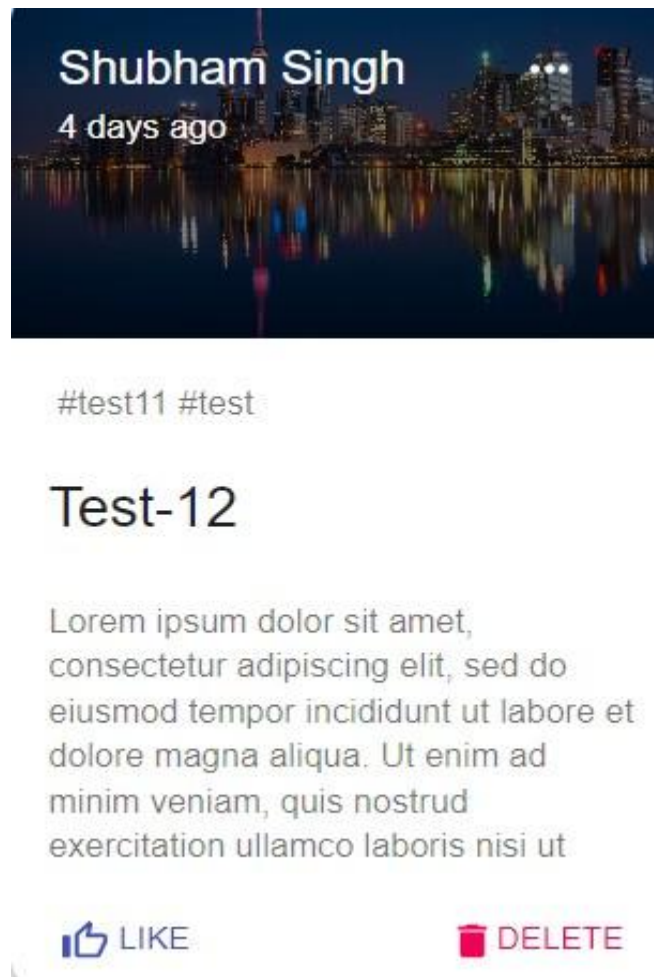 Shubham Singh
4 days ago
#test11 #test
Test-12
Lorem ipsum dolor sit amet,
consectetur adipiscing elit, sed do
eiusmod tempor incididunt ut labore et
dolore magna aliqua. Ut enim ad
minim veniam, quis nostrud
exercitation ullamco laboris nisi ut
LIKE DELETE